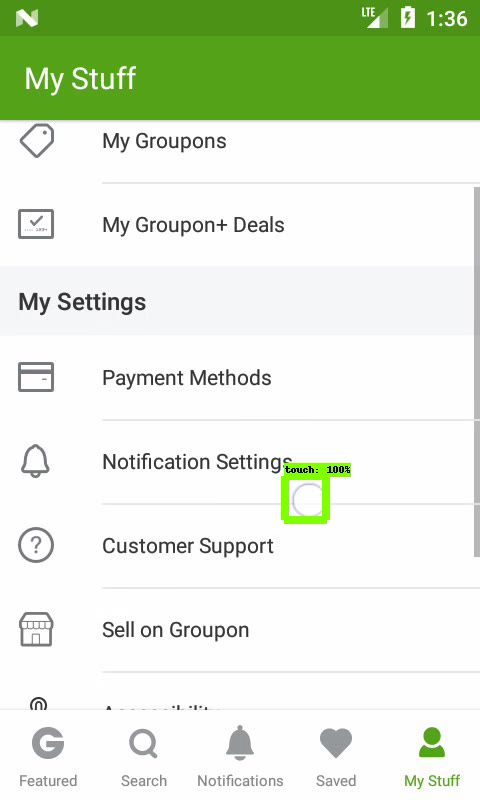 LTE
1:36
My Stuff
My Groupons
My Groupon+ Deals
My Settings
Payment Methods
Notification Settings
touch: 100%
Customer Support
?
Sell on Groupon
Featured
Search
Notifications
Saved
My Stuff